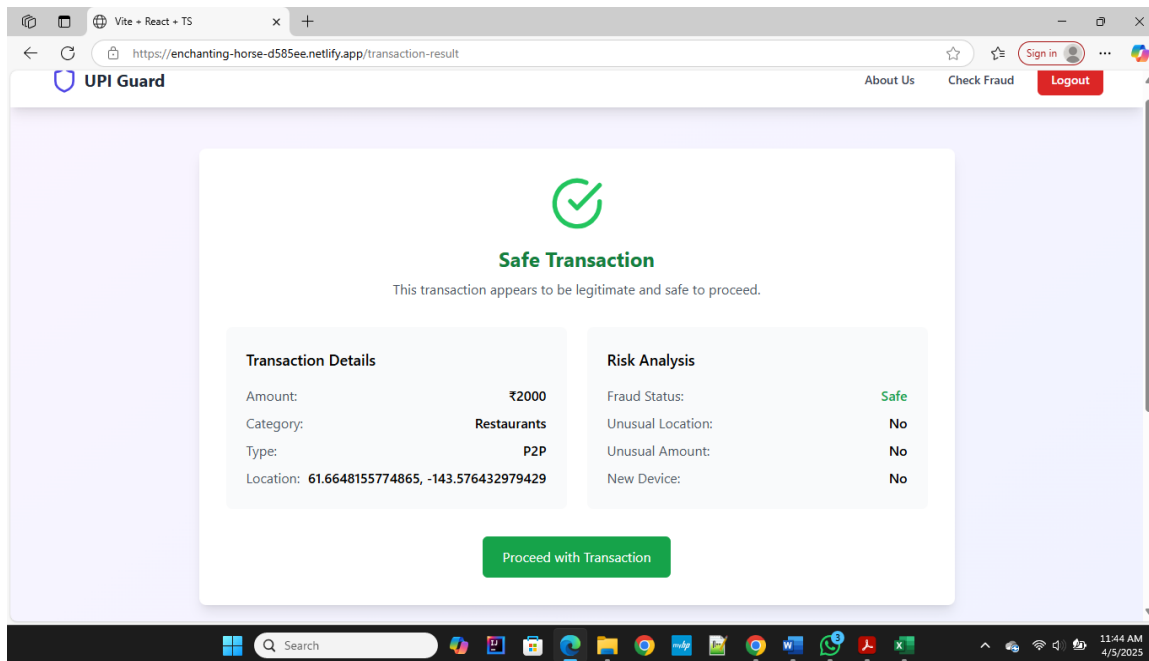 Vite + React + TS
https://enchanting-horse-d585ee.netlify.app/transaction-result
Sign in
UPI Guard
About Us
Check Fraud
Logout
Safe Transaction
This transaction appears to be legitimate and safe to proceed.
Transaction Details
Amount: ₹2000
Category: Restaurants
Type: P2P
Location: 61.6648155774865, -143.576432979429
Risk Analysis
Fraud Status: Safe
Unusual Location: No
Unusual Amount: No
New Device: No
Proceed with Transaction
Search
3
11:44 AM
4/5/2025